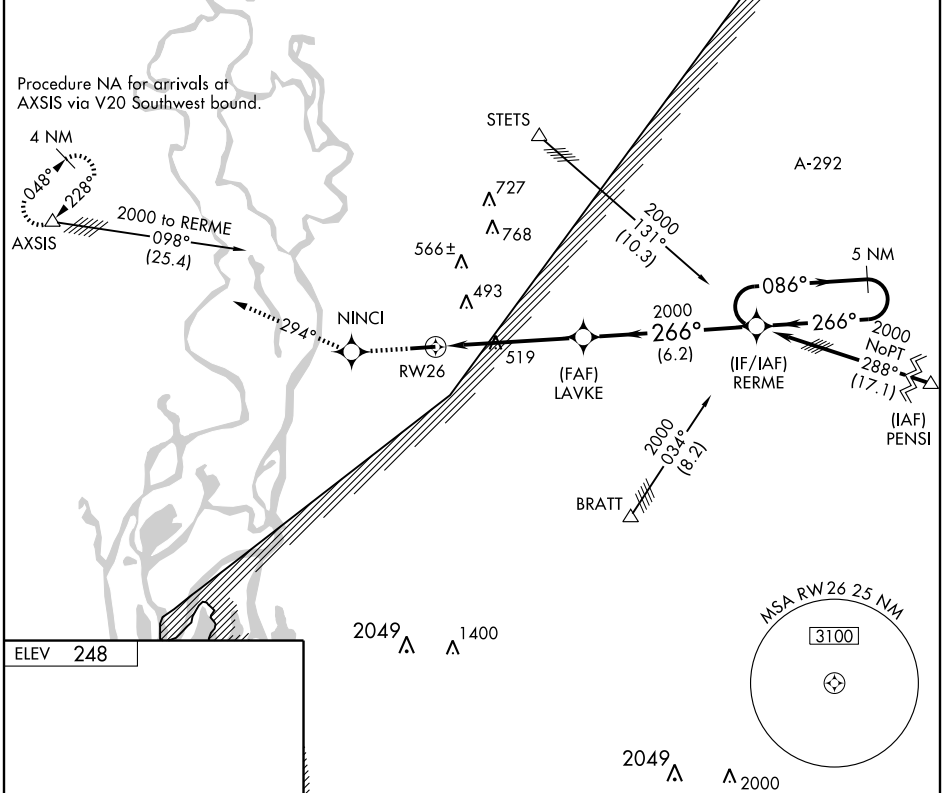 Procedure NA for arrivals at
AXSIS via V20 Southwest bound.
4 NM
048°
228°
AXSIS
2000 to RERME
098°
(25.4)
STETS
A-292
727
768
566±
493
2000
131°
(10.3)
5 NM
086°
294°
NINCI
RW26
519
(FAF)
LAVKE
2000
266°
(6.2)
(IF/IAF)
RERME
266°
2000
NoPT
288°
(17.1)
(IAF)
PENSI
2000
034°
(8.2)
BRATT
MSA RW26 25 NM
3100
2049
1400
ELEV 248
2049
2000